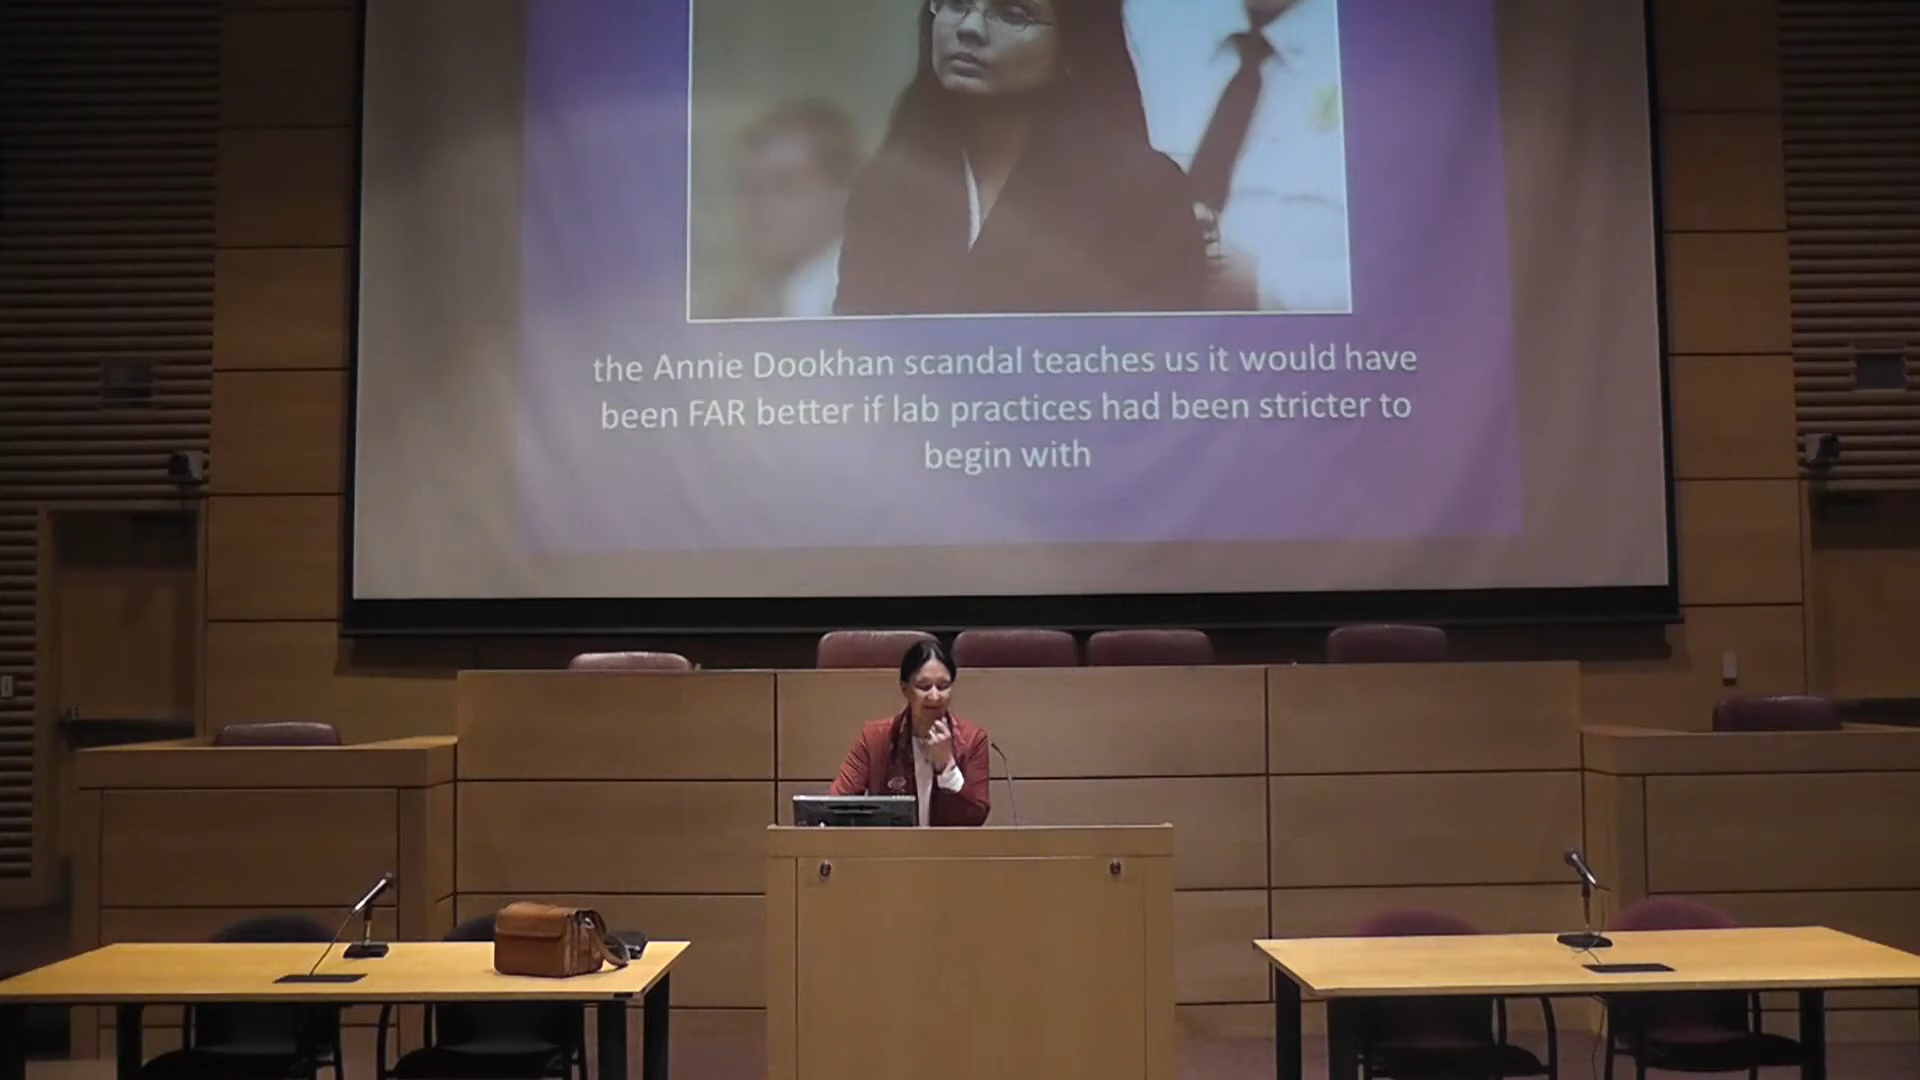 the Annie Dookhan scandal teaches us it would have
been FAR better if lab practices had been stricter to
begin with